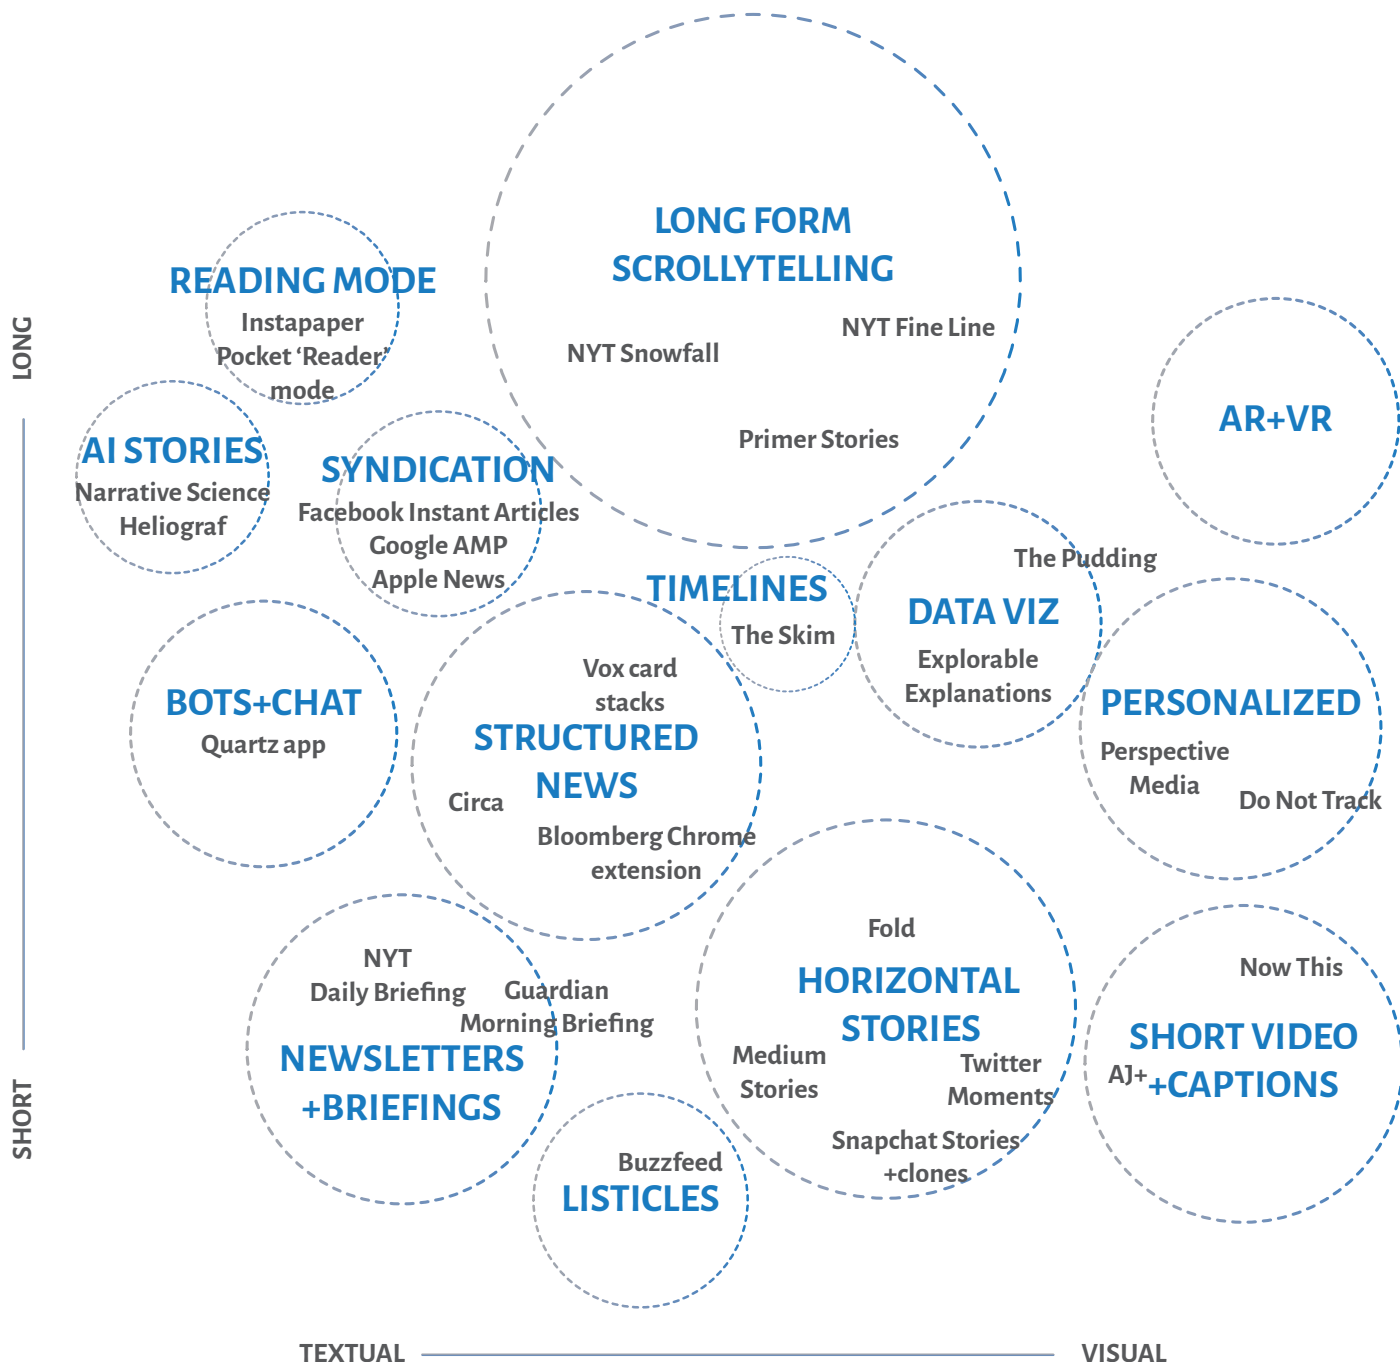 LONG FORM
SCROLLYTELLING
NYT Fine Line
NYT Snowfall
Primer Stories
READING MODE
Instapaper
Pocket ‘Reader’
mode
LONG
AR+VR
AI STORIES
Narrative Science
Heliograf
SYNDICATION
Facebook Instant Articles
Google AMP
Apple News
TIMELINES
The Skim
The Pudding
DATA VIZ
Explorable
Explanations
BOTS+CHAT
Quartz app
Vox card
stacks
STRUCTURED
NEWS
Circa
Bloomberg Chrome
extension
PERSONALIZED
Perspective
Media
Do Not Track
NYT
Daily Briefing
Guardian
Morning Briefing
NEWSLETTERS
+BRIEFINGS
Fold
HORIZONTAL
STORIES
Medium
Stories
Twitter
Moments
Snapchat Stories
+clones
Now This
SHORT VIDEO
AJ+
+CAPTIONS
SHORT
Buzzfeed
LISTICLES
TEXTUAL
VISUAL